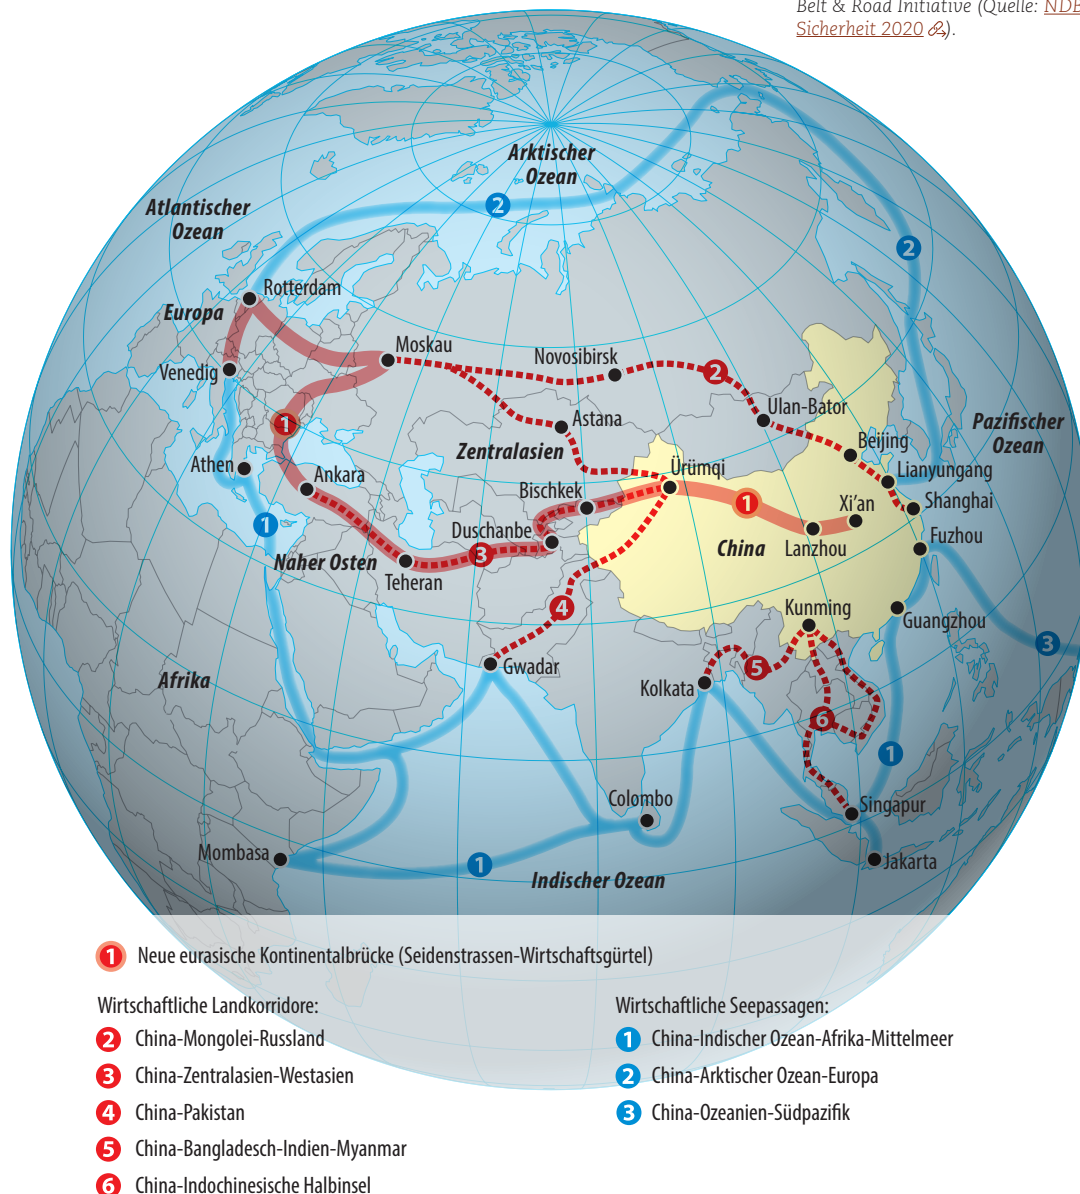 Belt & Road Initiative (Quelle: NDB
Sicherheit 2020).
Arktischer
Ozean
Atlantischer
Ozean
2
2
Rotterdam
Europa
Moskau
Novosibirsk
2
Venedig
Ulan-Bator
Pazifischer
Ozean
1
Astana
Zentralasien
Beijing
Athen
Ankara
Ürümqi
Lianyungang
Bischkek
1
Xi'an
Shanghai
1
Duschanbe
China
Lanzhou
Fuzhou
Naher Osten
3
Teheran
4
Kunming
Guangzhou
3
Gwadar
5
Afrika
Kolkata
6
1
Colombo
Singapur
Mombasa
1
Jakarta
Indischer Ozean
1 Neue eurasische Kontinentalbrücke (Seidenstrassen-Wirtschaftsgürtel)
Wirtschaftliche Landkorridore:
2 China-Mongolei-Russland
3 China-Zentralasien-Westasien
4 China-Pakistan
5 China-Bangladesch-Indien-Myanmar
6 China-Indochinesische Halbinsel
Wirtschaftliche Seepassagen:
1 China-Indischer Ozean-Afrika-Mittelmeer
2 China-Arktischer Ozean-Europa
3 China-Ozeanien-Südpazifik